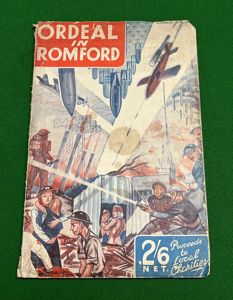 ORDEAL
IN
ROMFORD
2/6
NET.
Proceeds
to
Local
Charities